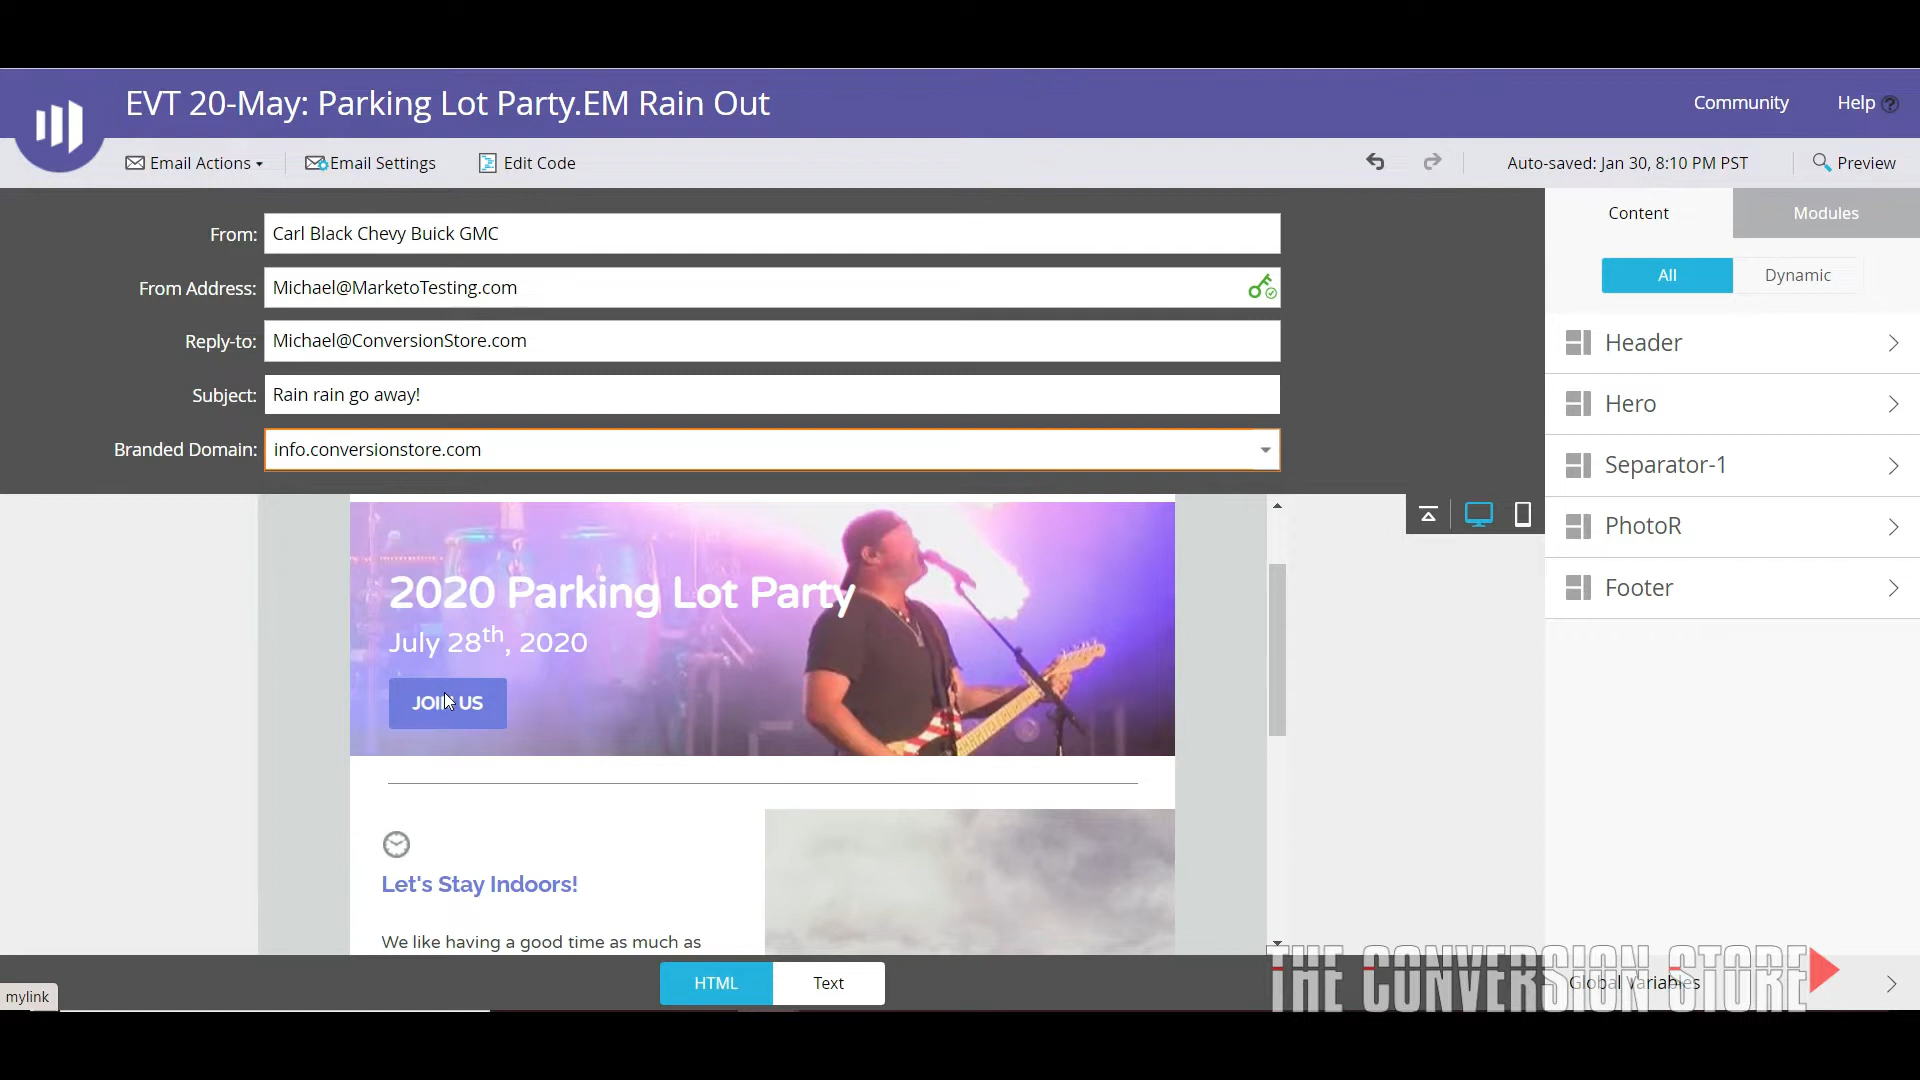 EVT 20-May: Parking Lot Party.EM Rain Out
Community
Help
Email Actions
Email Settings
Edit Code
Auto-saved: Jan 30, 8:10 PM PST
Preview
From: Carl Black Chevy Buick GMC
From Address: Michael@MarketoTesting.com
Reply-to: Michael@ConversionStore.com
Subject: Rain rain go away!
Branded Domain: info.conversionstore.com
Content
Modules
All
Dynamic
Header
Hero
Separator-1
PhotoR
Footer
2020 Parking Lot Party
July 28th, 2020
JOIN US
Let's Stay Indoors!
We like having a good time as much as
HTML
Text
mylink
Global Variables
THE CONVERSION STORE